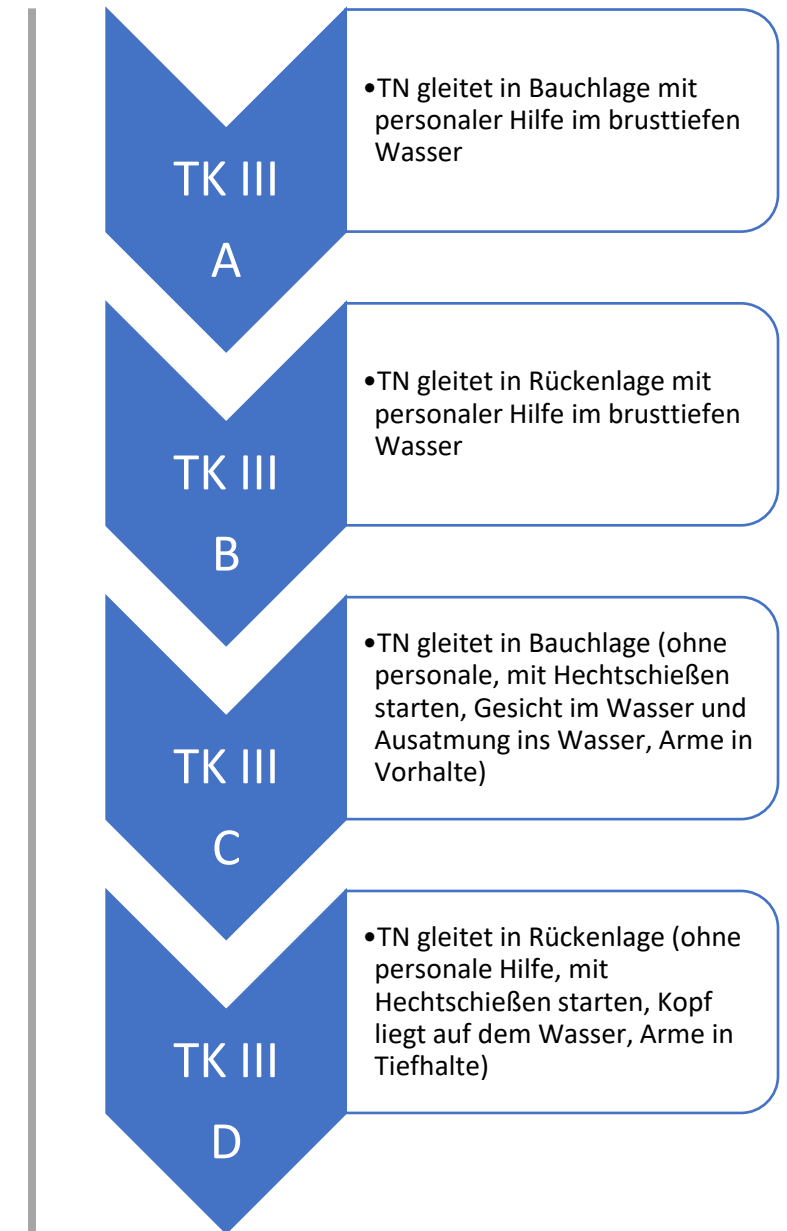 TK III
A
•TN gleitet in Bauchlage mit
personaler Hilfe im brusttiefen
Wasser
TK III
B
•TN gleitet in Rückenlage mit
personaler Hilfe im brusttiefen
Wasser
TK III
C
•TN gleitet in Bauchlage (ohne
personale, mit Hechtschießen
starten, Gesicht im Wasser und
Ausatmung ins Wasser, Arme in
Vorhalte)
TK III
D
•TN gleitet in Rückenlage (ohne
personale Hilfe, mit
Hechtschießen starten, Kopf
liegt auf dem Wasser, Arme in
Tiefhalte)